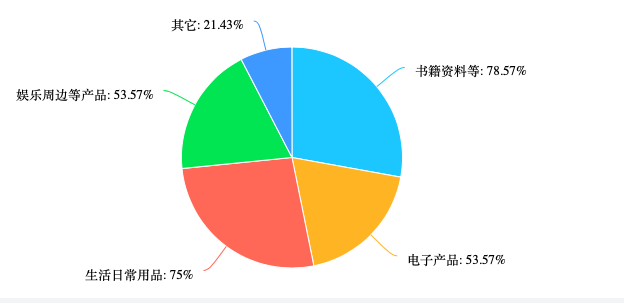 其它: 21.43%
书籍资料等: 78.57%
娱乐周边等产品: 53.57%
电子产品: 53.57%
生活日常用品: 75%